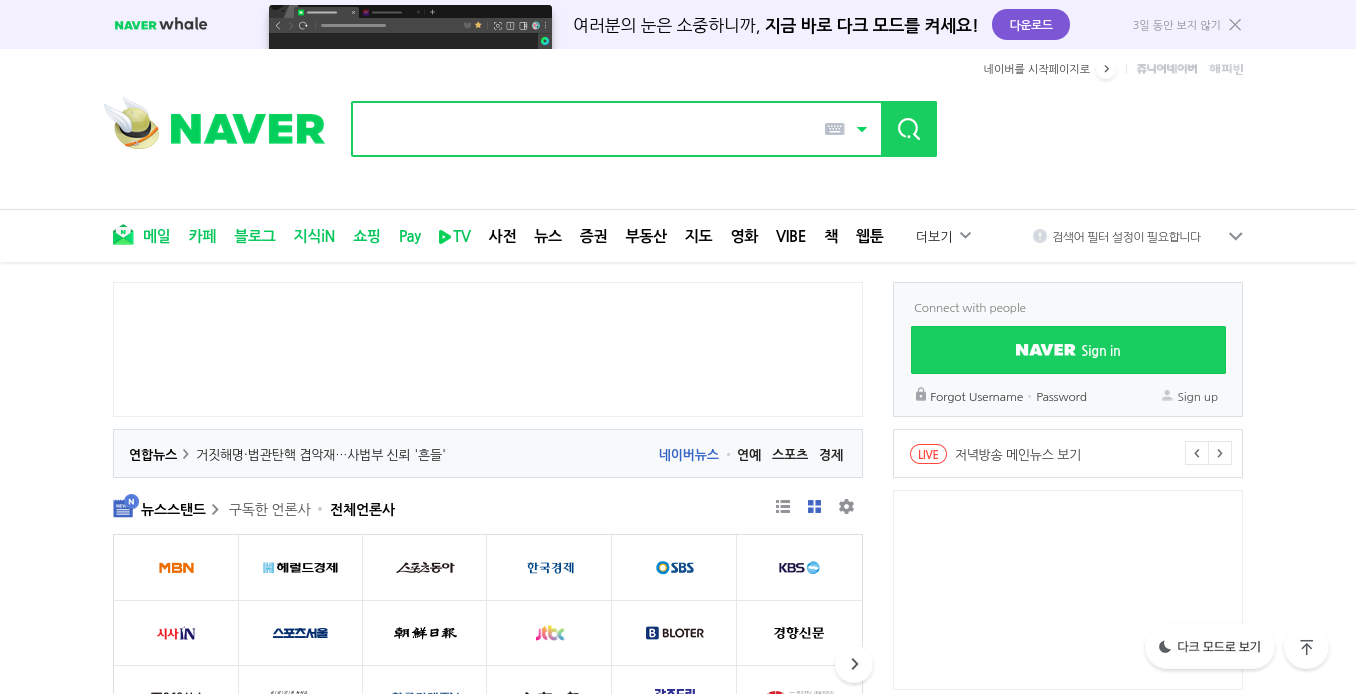 NAVER whale
여러분의 눈은 소중하니까, 지금 바로 다크 모드를 켜세요!
다운로드
3일 동안 보지 않기
네이버를 시작페이지로
쥬니어네이버 해피빈
NAVER
메일 카페 블로그 지식iN 쇼핑 Pay TV 사전 뉴스 증권 부동산 지도 영화 VIBE 책 웹툰 더보기
검색어 필터 설정이 필요합니다
Connect with people
NAVER Sign in
Forgot Username · Password
Sign up
연합뉴스 > 거짓해명·법관탄핵 겹악재…사법부 신뢰 '흔들'
네이버뉴스 · 연예 스포츠 경제
LIVE 저녁방송 메인뉴스 보기
뉴스스탠드 > 구독한 언론사 · 전체언론사
MBN 헤럴드경제 스포츠동아 한국경제 SBS KBS
시사IN 스포츠서울 朝鮮日報 jtbc BLOTER 경향신문
다크 모드로 보기